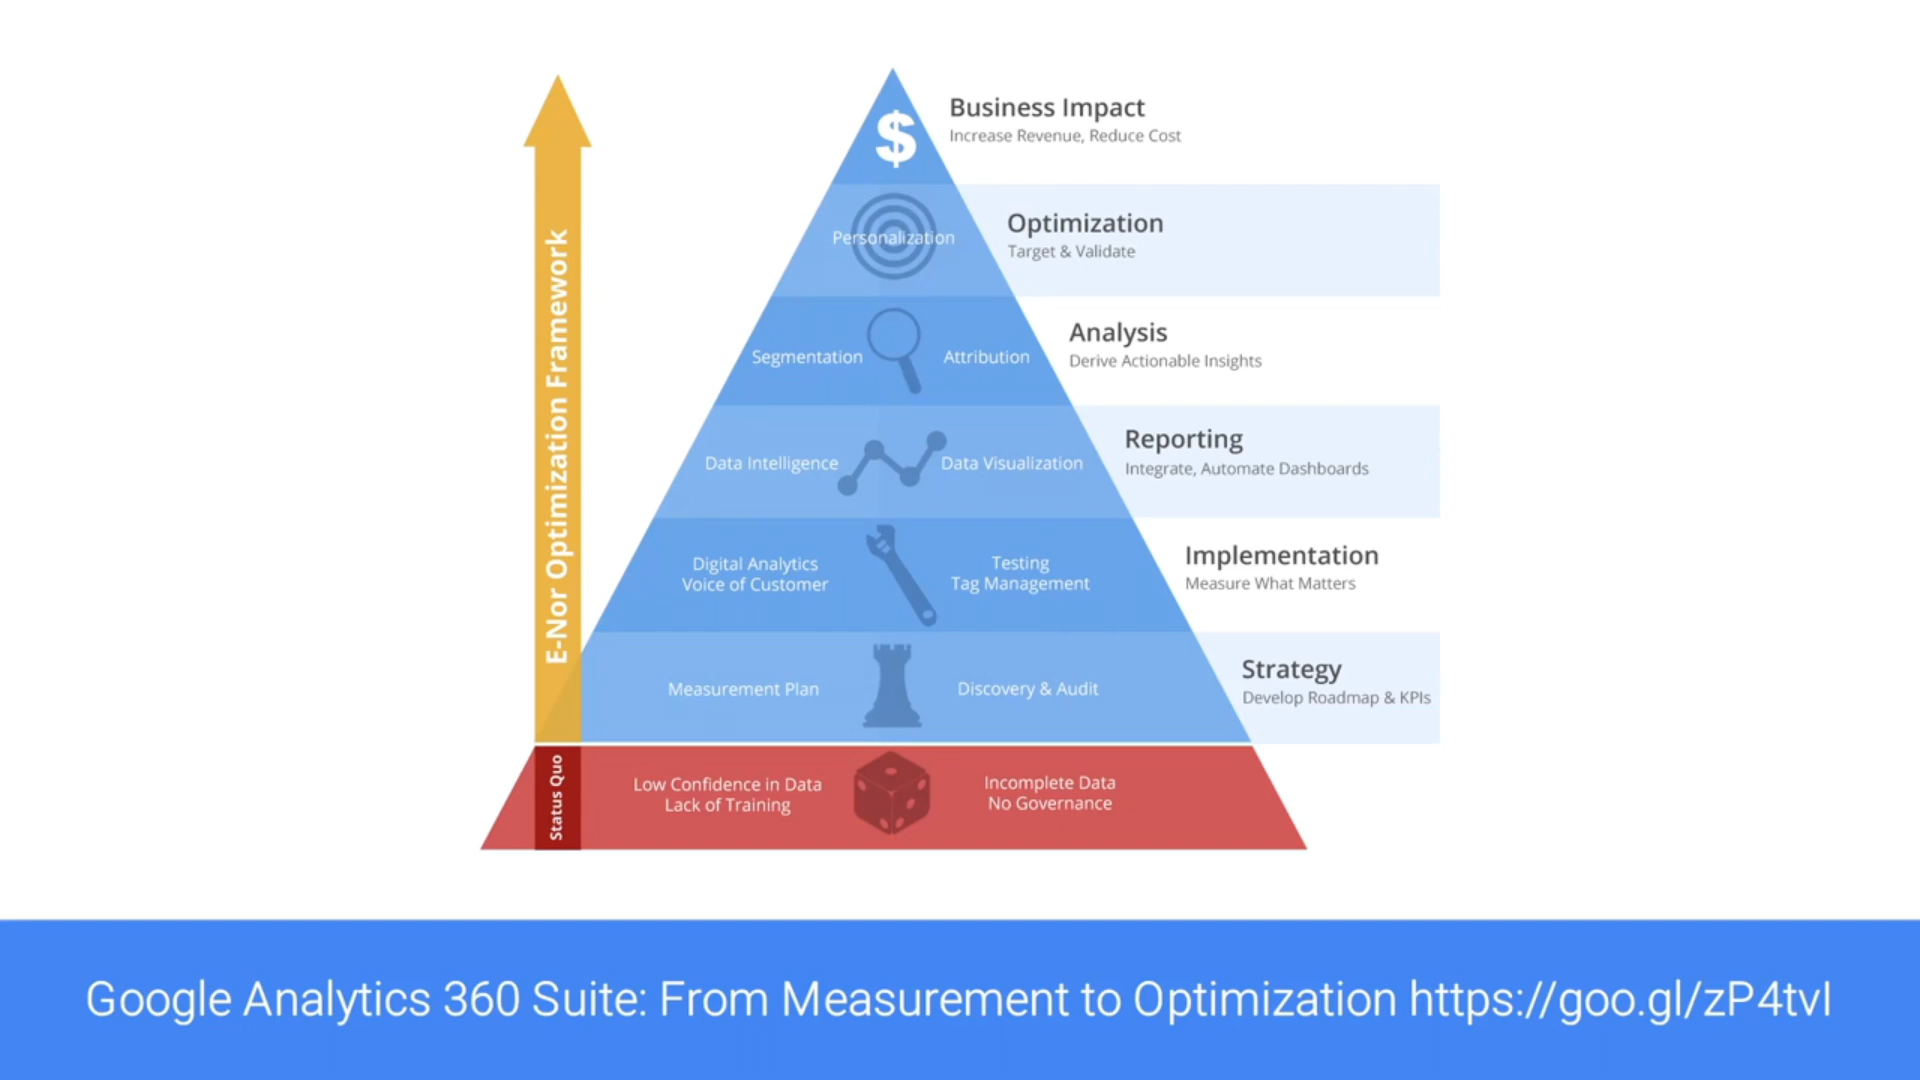 Business Impact
Increase Revenue, Reduce Cost
$
Optimization
Target & Validate
Personalization
Analysis
Derive Actionable Insights
Segmentation
Attribution
Reporting
Integrate, Automate Dashboards
Data Intelligence
Data Visualization
Implementation
Measure What Matters
Digital Analytics
Voice of Customer
Testing
Tag Management
Strategy
Develop Roadmap & KPIs
Measurement Plan
Discovery & Audit
E-Nor Optimization Framework
Status Quo
Low Confidence in Data
Lack of Training
Incomplete Data
No Governance
Google Analytics 360 Suite: From Measurement to Optimization https://goo.gl/zP4tvI